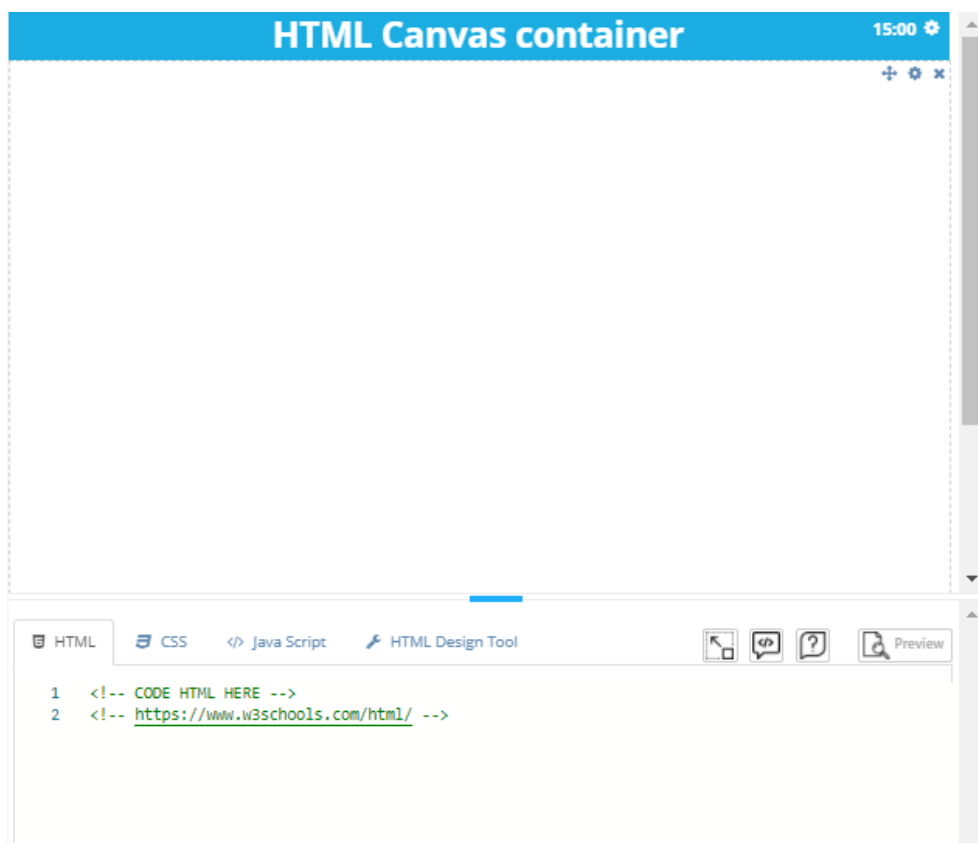 HTML Canvas container
15:00
HTML
CSS
</> Java Script
HTML Design Tool
Preview
1 <!-- CODE HTML HERE -->
2 <!-- https://www.w3schools.com/html/ -->